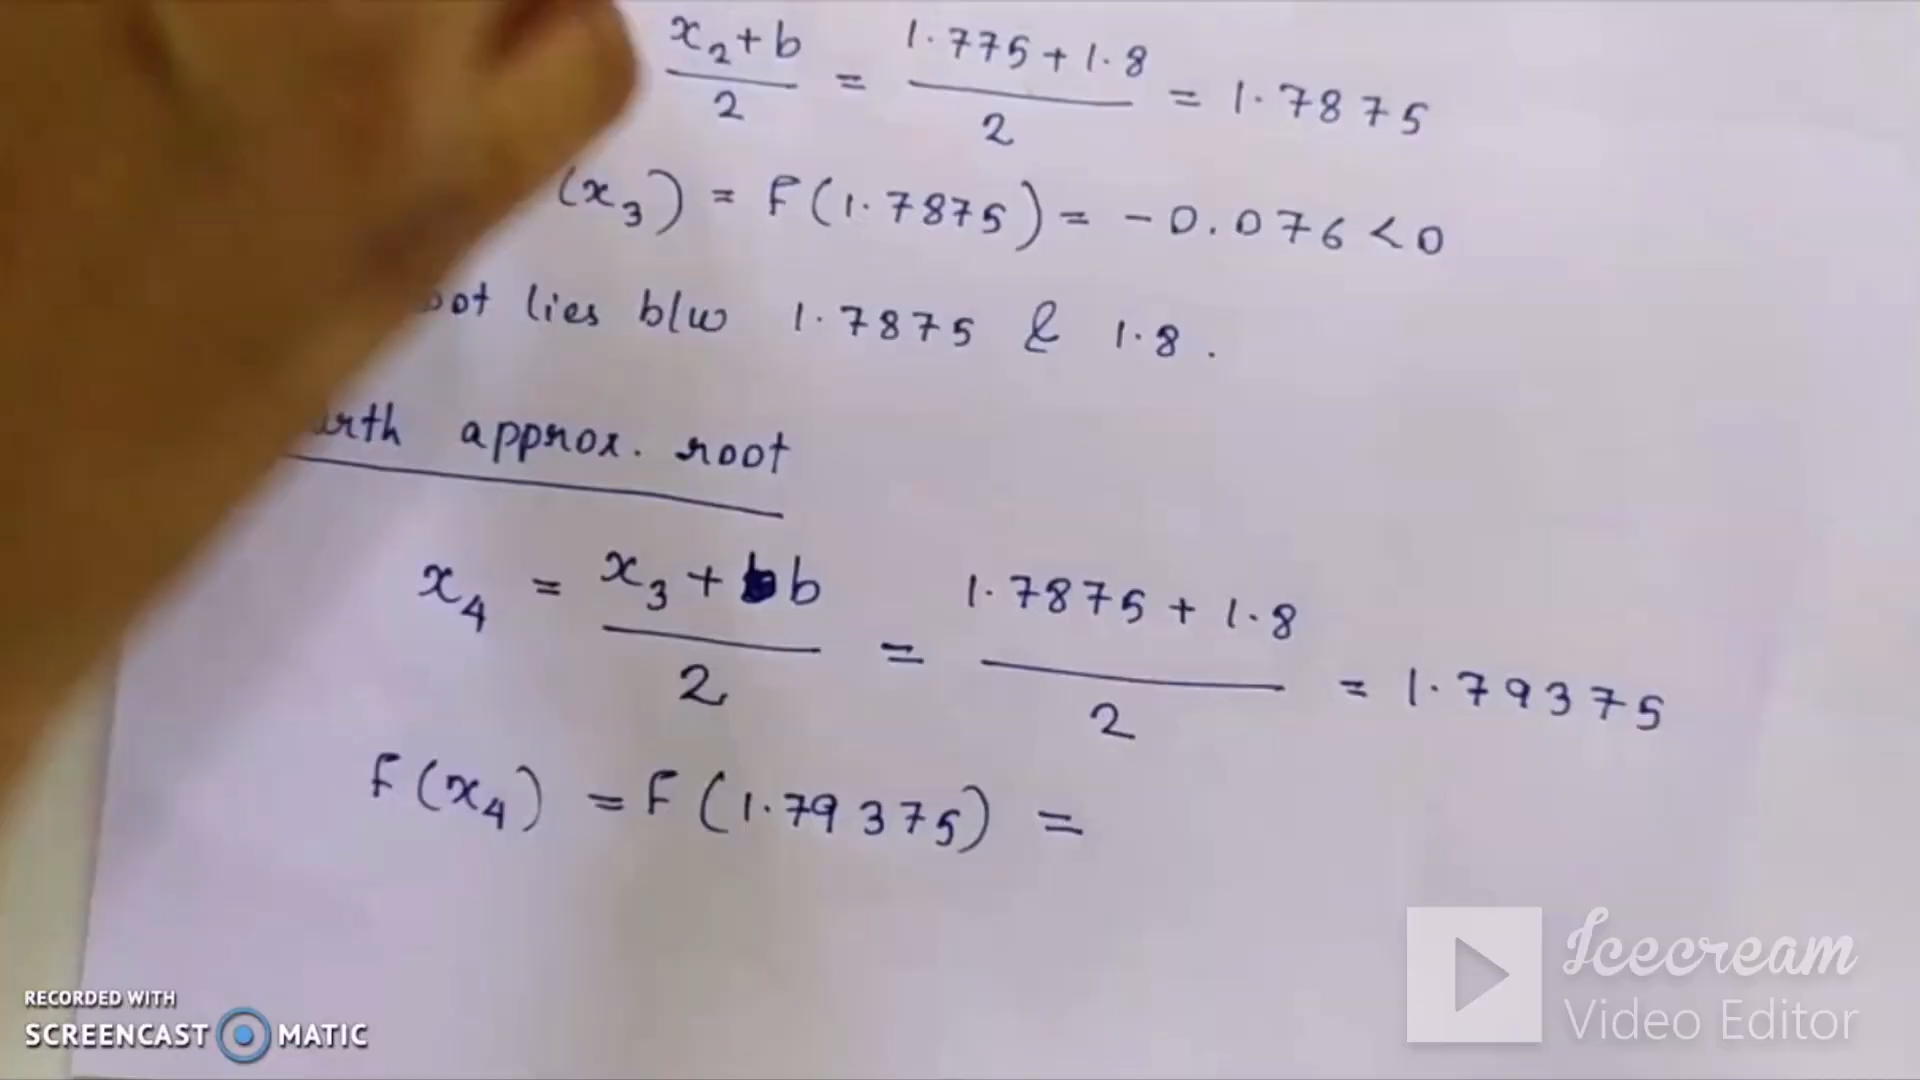 x₂+b / 2 = 1.775 + 1.8 / 2 = 1.7875
(x₃) = F(1.7875) = -0.076 < 0
lies b/w 1.7875 & 1.8.
approx. root
x₄ = x₃ + b / 2 = 1.7875 + 1.8 / 2 = 1.79375
F(x₄) = F(1.79375) =
Icecream
Video Editor
RECORDED WITH
SCREENCAST MATIC